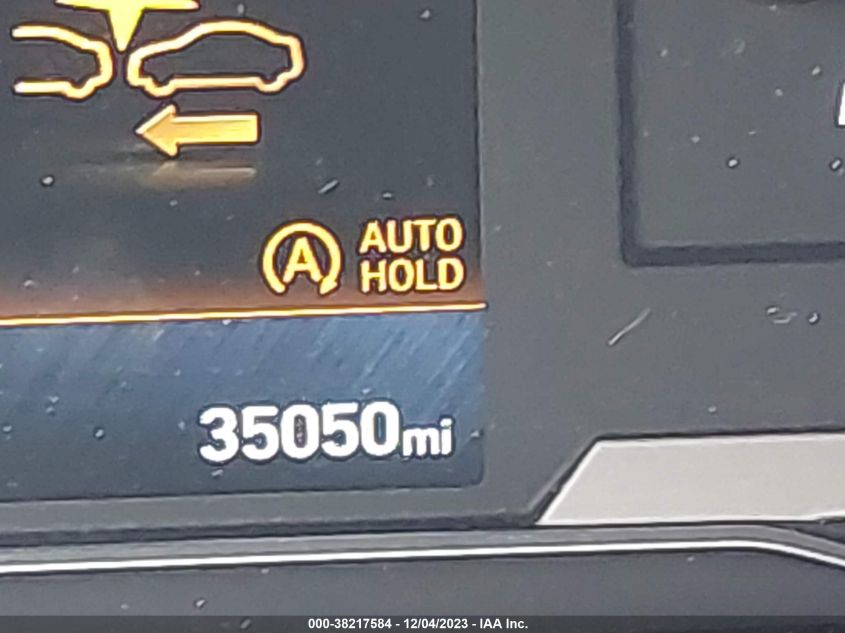 A AUTO
HOLD
35050mi
000-38217584 - 12/04/2023 - IAA Inc.